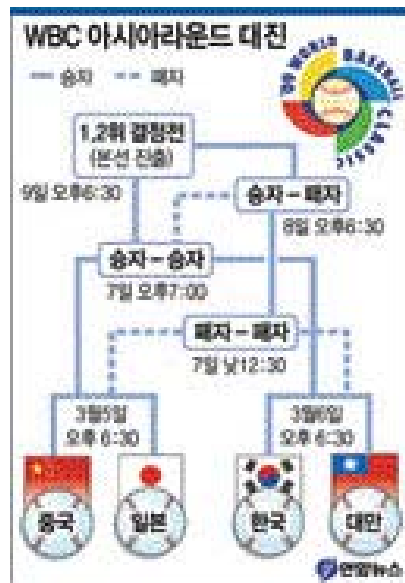 WBC 아시아라운드 대진
승자 패자
'09 WORLD BASEBALL CLASSIC
1,2위 결정전
(본선 진출)
9일 오후6:30
승자-패자
8일 오후6:30
승자-승자
7일 오후7:00
패자-패자
7일 낮12:30
3월5일
오후 6:30
3월6일
오후 6:30
중국 일본 한국 대만
연합뉴스